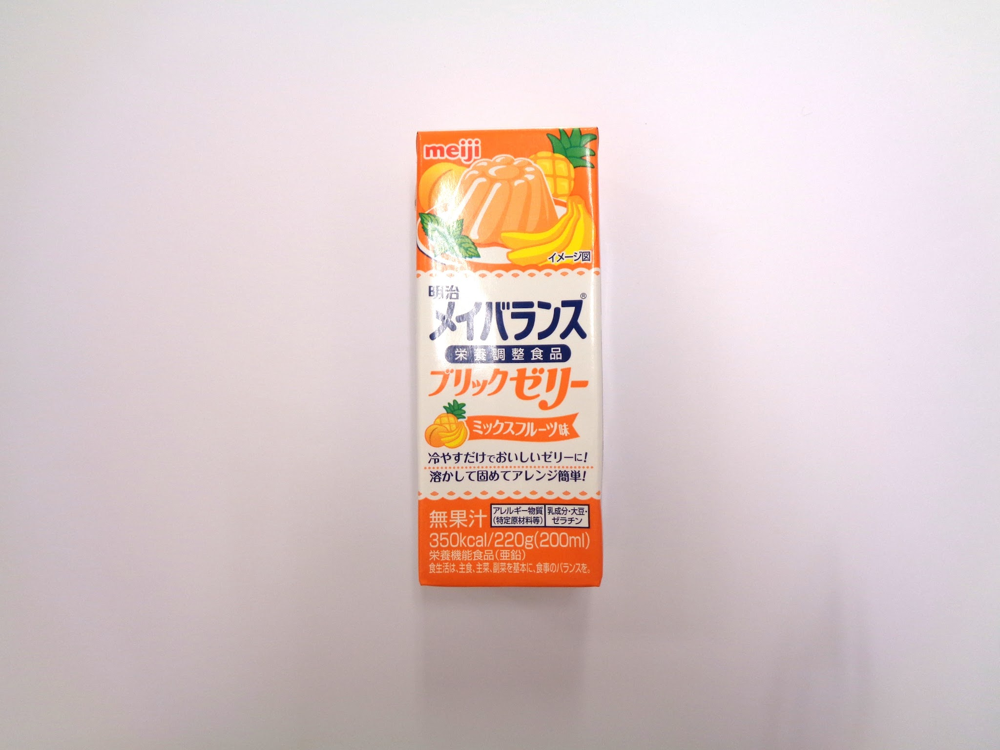 meiji
イメージ図
明治
メイバランス®
栄養調整食品
ブリックゼリー
ミックスフルーツ味
冷やすだけでおいしいゼリーに!
溶かして固めてアレンジ簡単!
無果汁
アレルギー物質
(特定原材料等)
乳成分・大豆・
ゼラチン
350kcal/220g(200ml)
栄養機能食品(亜鉛)
食生活は、主食、主菜、副菜を基本に、食事のバランスを。